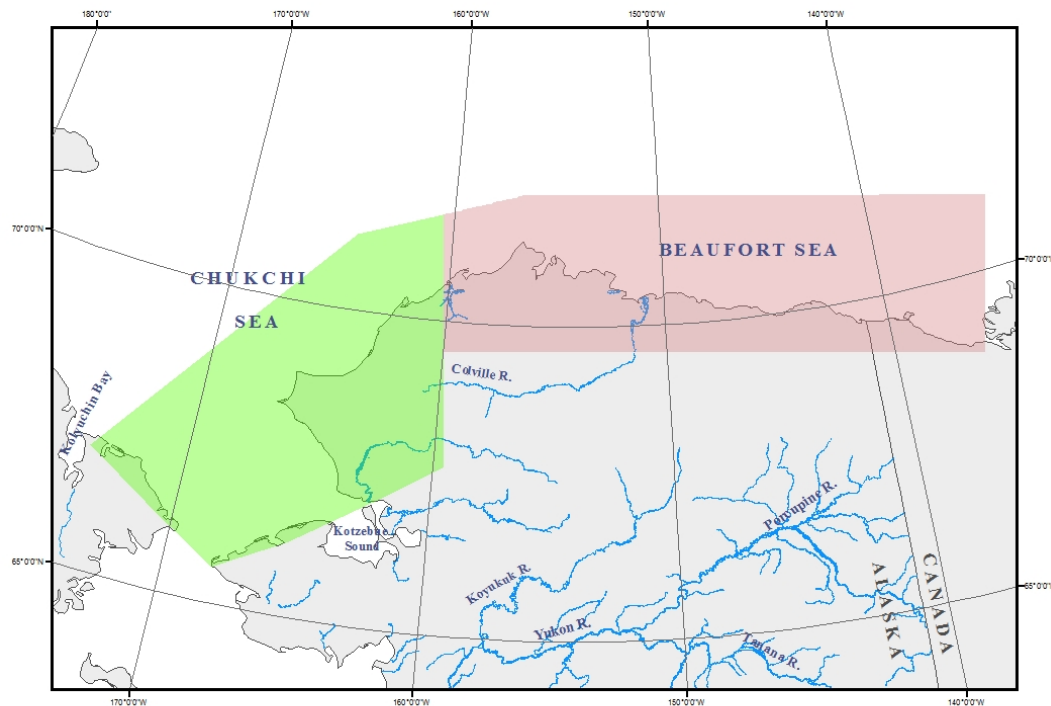 180°0'0"W 170°0'0"W 160°0'0"W 150°0'0"W 140°0'0"W
70°0'0"N
70°0'0"N
BEAUFORT SEA
CHUKCHI
SEA
Colville R.
Kolyuchin Bay
Porcupine R.
Kotzebue
Sound
65°0'0"N
65°0'0"N
Koyukuk R.
Yukon R.
Tanana R.
ALASKA
CANADA
170°0'0"W 160°0'0"W 150°0'0"W 140°0'0"W